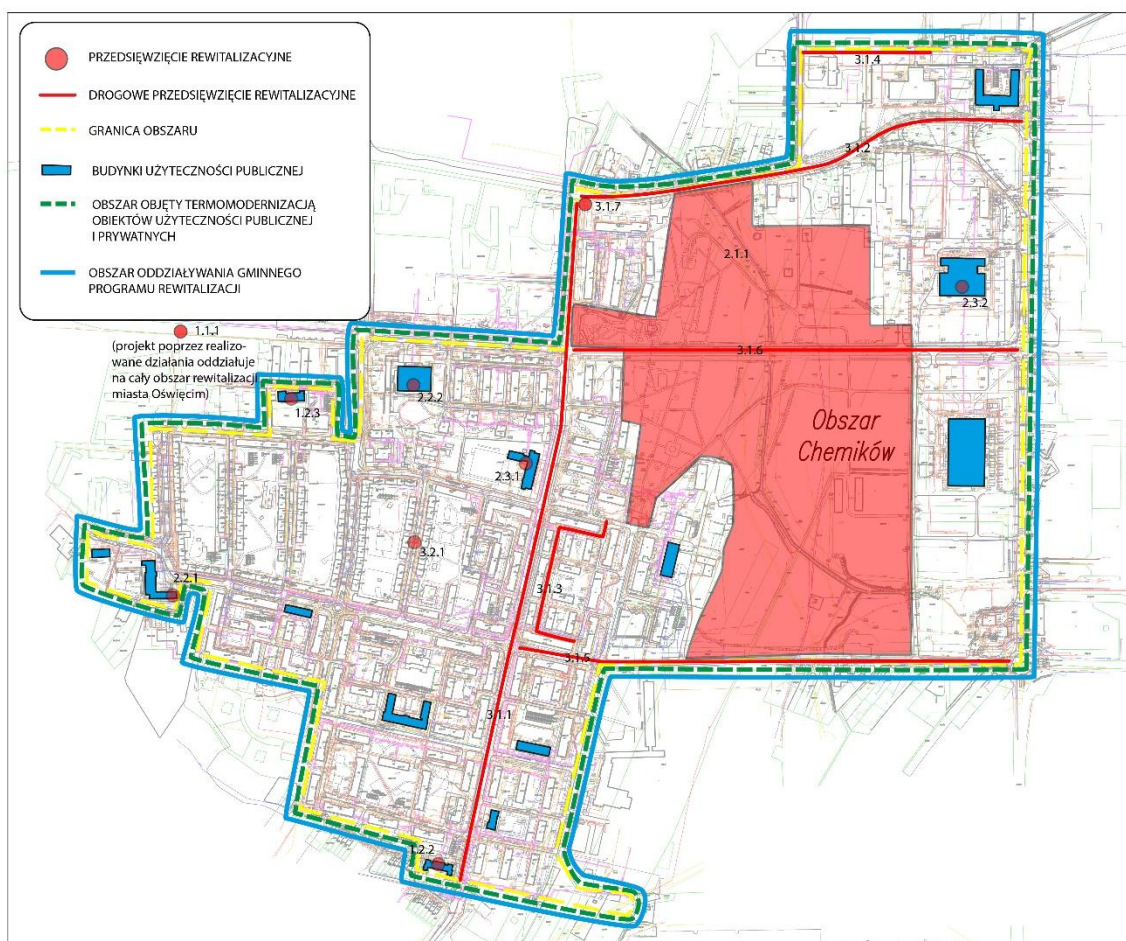 PRZEDSIĘWZIĘCIE REWITALIZACYJNE
DROGOWE PRZEDSIĘWZIĘCIE REWITALIZACYJNE
GRANICA OBSZARU
BUDYNKI UŻYTECZNOŚCI PUBLICZNEJ
OBSZAR OBJĘTY TERMOMODERNIZACJĄ
OBIEKTÓW UŻYTECZNOŚCI PUBLICZNEJ
I PRYWATNYCH
OBSZAR ODDZIAŁYWANIA GMINNEGO
PROGRAMU REWITALIZACJI
3.1.4
3.1.2
3.1.7
2.1.1
2.3.2
1.1.1
(projekt poprzez realizo-
wane działania oddziałuje
na cały obszar rewitalizacji
miasta Oświęcim)
3.1.6
2.2.2
1.2.3
Obszar
Chemików
2.3.1
3.2.1
2.2.1
3.1.3
3.1.5
3.1.1
1.2.2